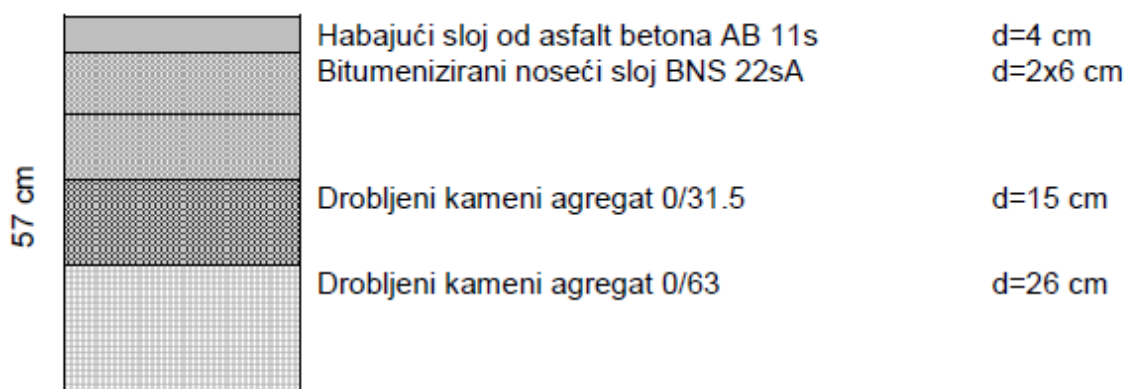 Habajući sloj od asfalt betona AB 11s d=4 cm
Bitumenizirani noseći sloj BNS 22sA d=2x6 cm
57 cm
Drobljeni kameni agregat 0/31.5 d=15 cm
Drobljeni kameni agregat 0/63 d=26 cm